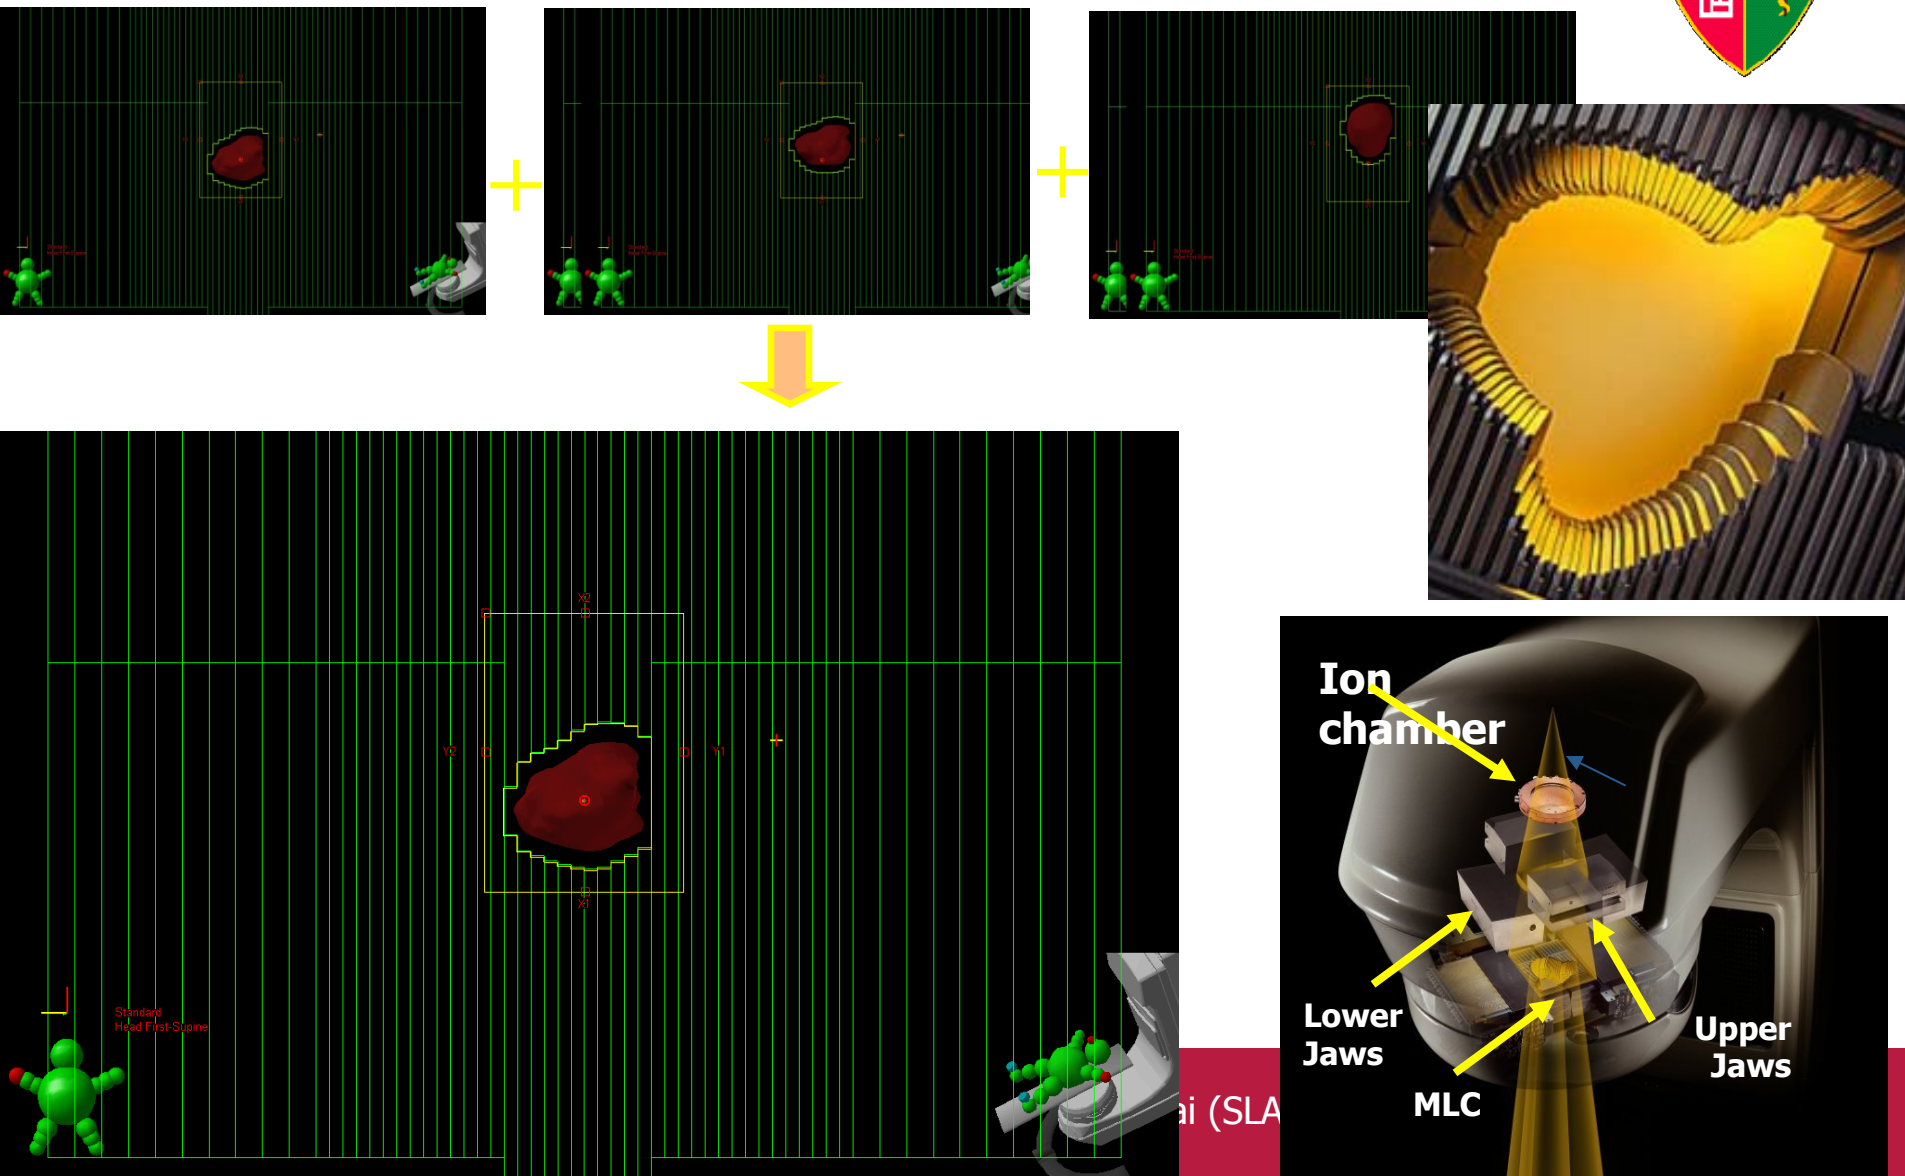 X2
Y2
Y1
X1
Standard
Head First-Supine
Ion
chamber
Lower
Jaws
Upper
Jaws
MLC
ai (SLA